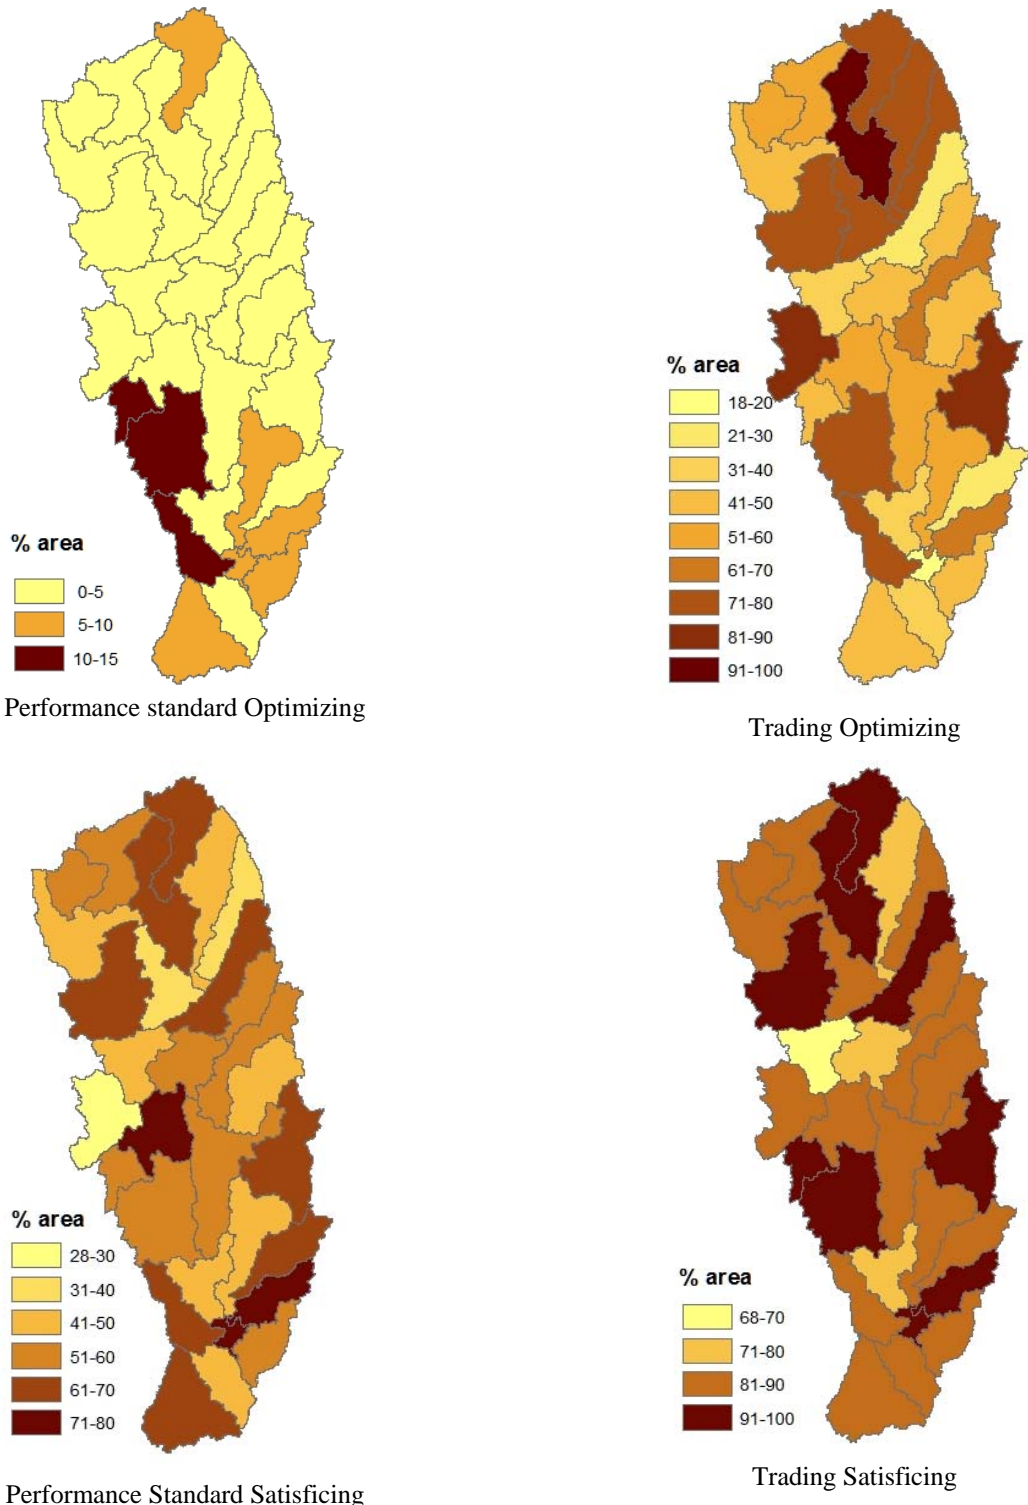 % area
0-5
5-10
10-15
Performance standard Optimizing
% area
18-20
21-30
31-40
41-50
51-60
61-70
71-80
81-90
91-100
Trading Optimizing
% area
28-30
31-40
41-50
51-60
61-70
71-80
Performance Standard Satisficing
% area
68-70
71-80
81-90
91-100
Trading Satisficing